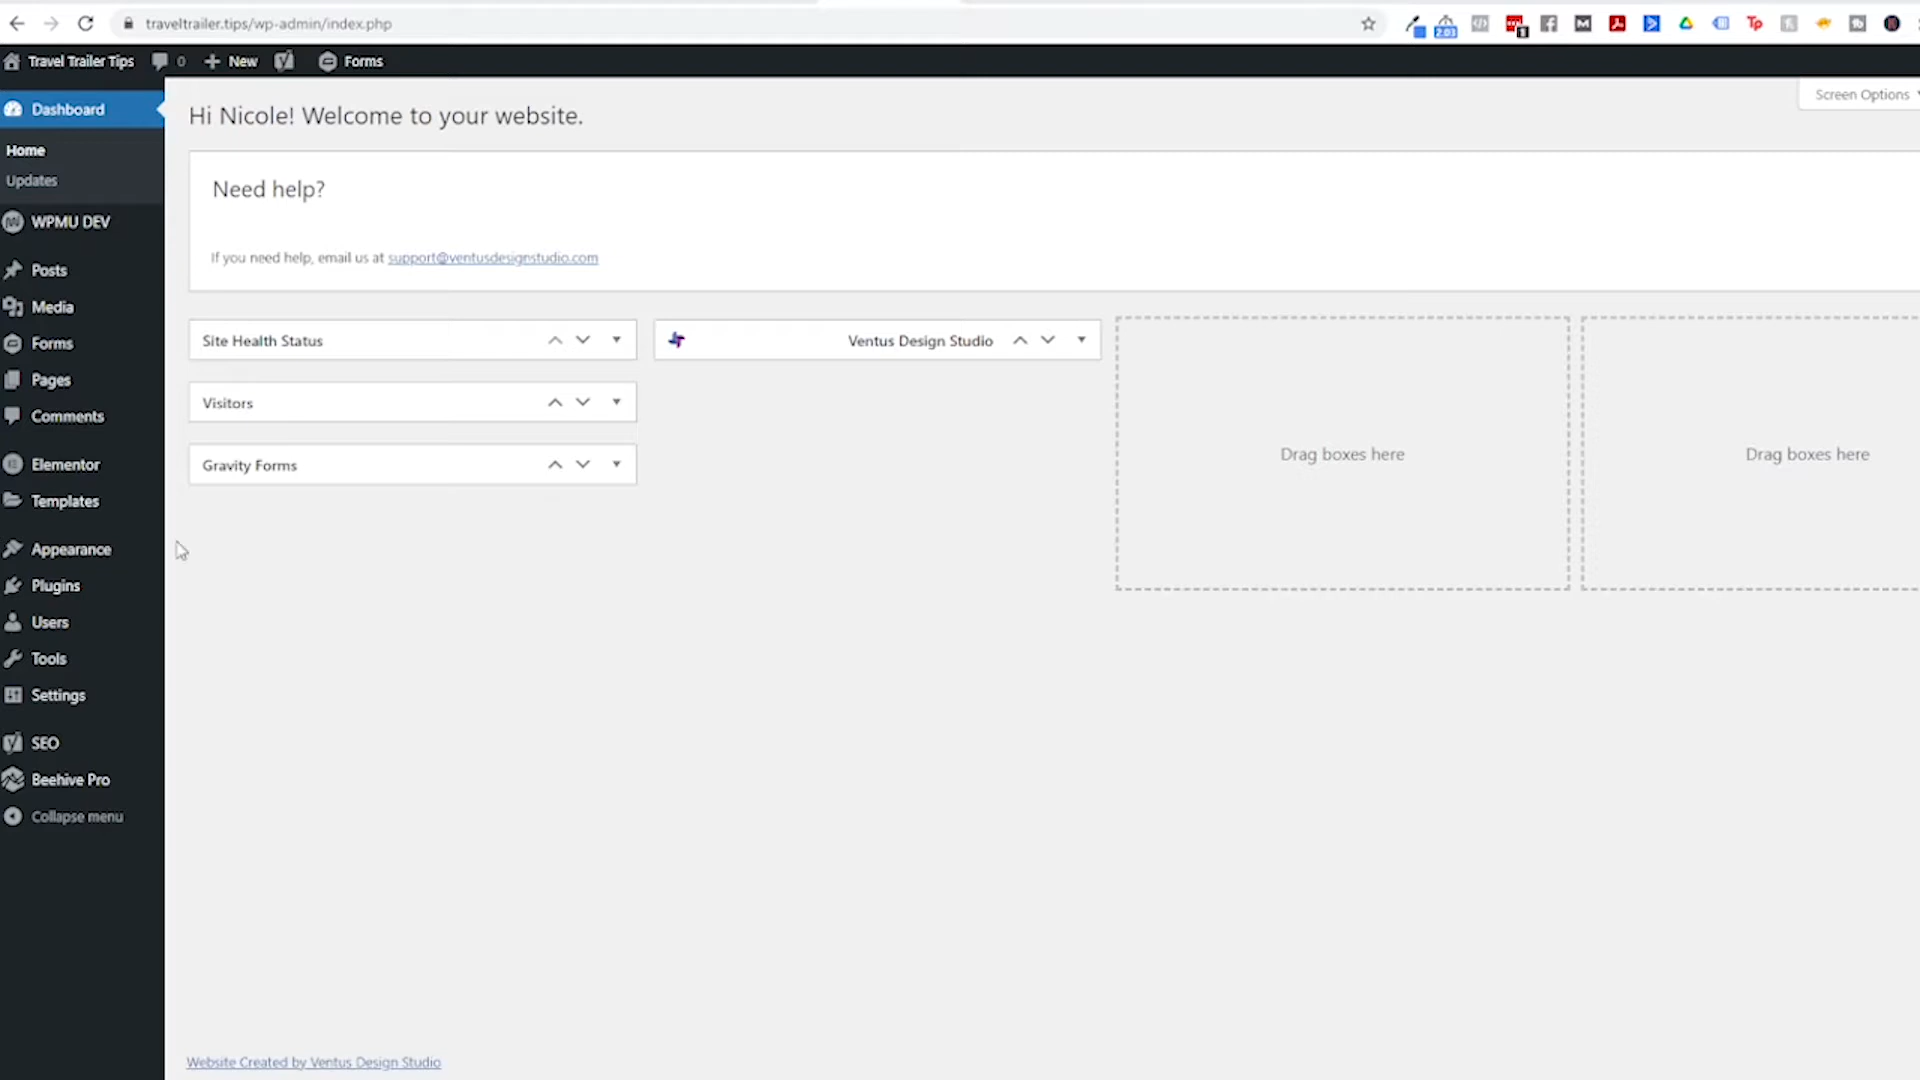 traveltrailer.tips/wp-admin/index.php
2.03
Travel Trailer Tips 0 New Forms
Screen Options
Dashboard
Home
Updates
WPMU DEV
Posts
Media
Forms
Pages
Comments
Elementor
Templates
Appearance
Plugins
Users
Tools
Settings
SEO
Beehive Pro
Collapse menu
Hi Nicole! Welcome to your website.
Need help?
If you need help, email us at support@ventusdesignstudio.com
Site Health Status
Visitors
Gravity Forms
Ventus Design Studio
Drag boxes here
Drag boxes here
Website Created by Ventus Design Studio